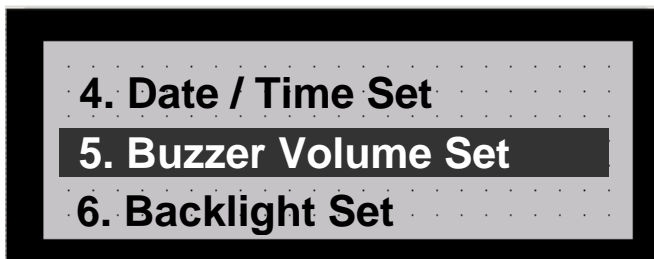 4. Date / Time Set
5. Buzzer Volume Set
6. Backlight Set